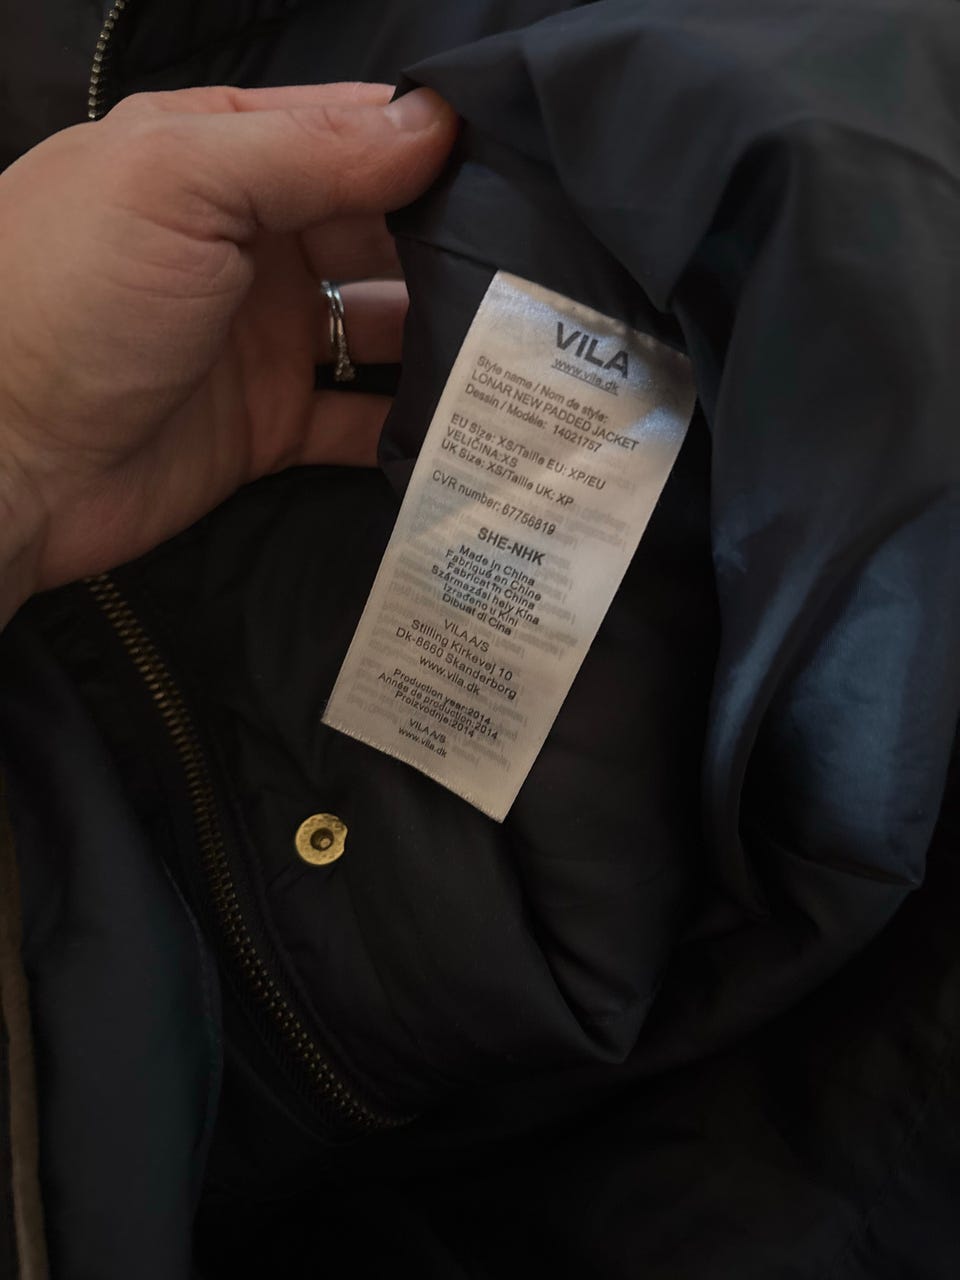 VILA
www.vila.dk
Style name / Nom de style:
LONAR NEW PADDED JACKET
Dessin / Modèle: 14021757
EU Size: XS/Taille EU: XP/EU
VELIČINA:XS
UK Size: XS/Taille UK: XP
CVR number: 67756819
SHE-NHK
Made in China
Fabriqué en Chine
Fabricat în China
Származási hely Kína
Izrađeno u Kini
Dibuat di Cina
VILA A/S
Stilling Kirkevej 10
Dk-8660 Skanderborg
www.vila.dk
Production year:2014
Année de production:2014
Proizvodnje:2014
VILA A/S
www.vila.dk